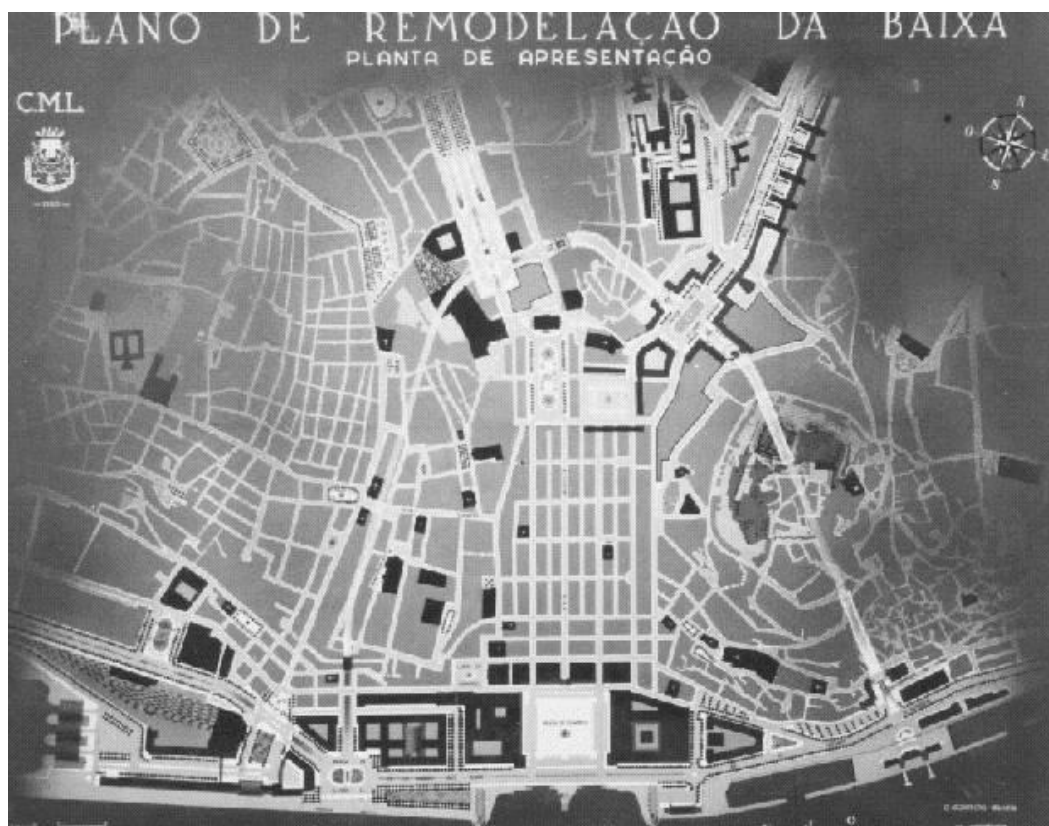 PLANO DE REMODELAÇÃO DA BAIXA
PLANTA DE APRESENTAÇÃO
C.M.L.
N
O
E
S